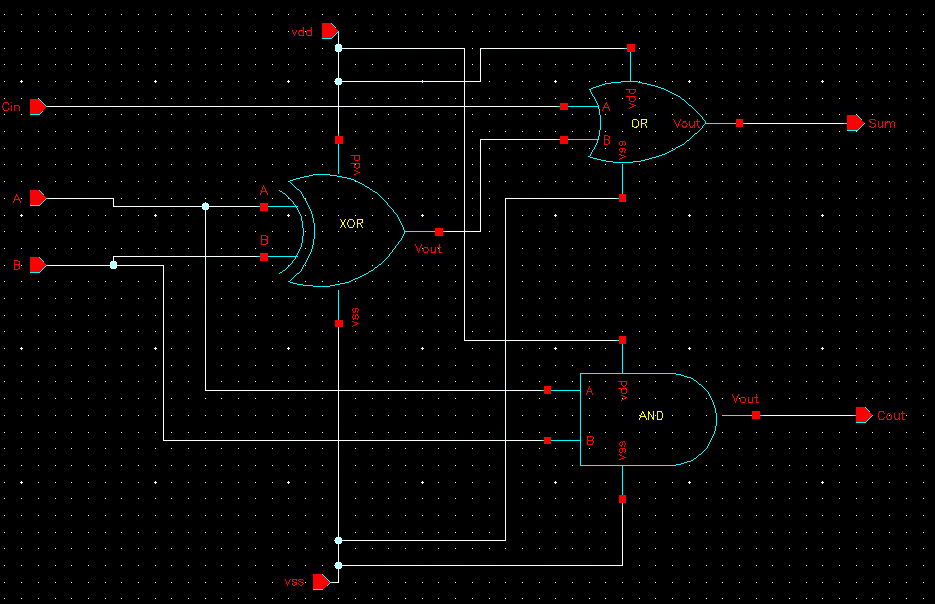 vdd
Cin
A
vdd
OR
Vout
Sum
B
vss
vdd
A
A
XOR
B
B
Vout
vss
A
vdd
Vout
AND
Cout
B
vss
vss